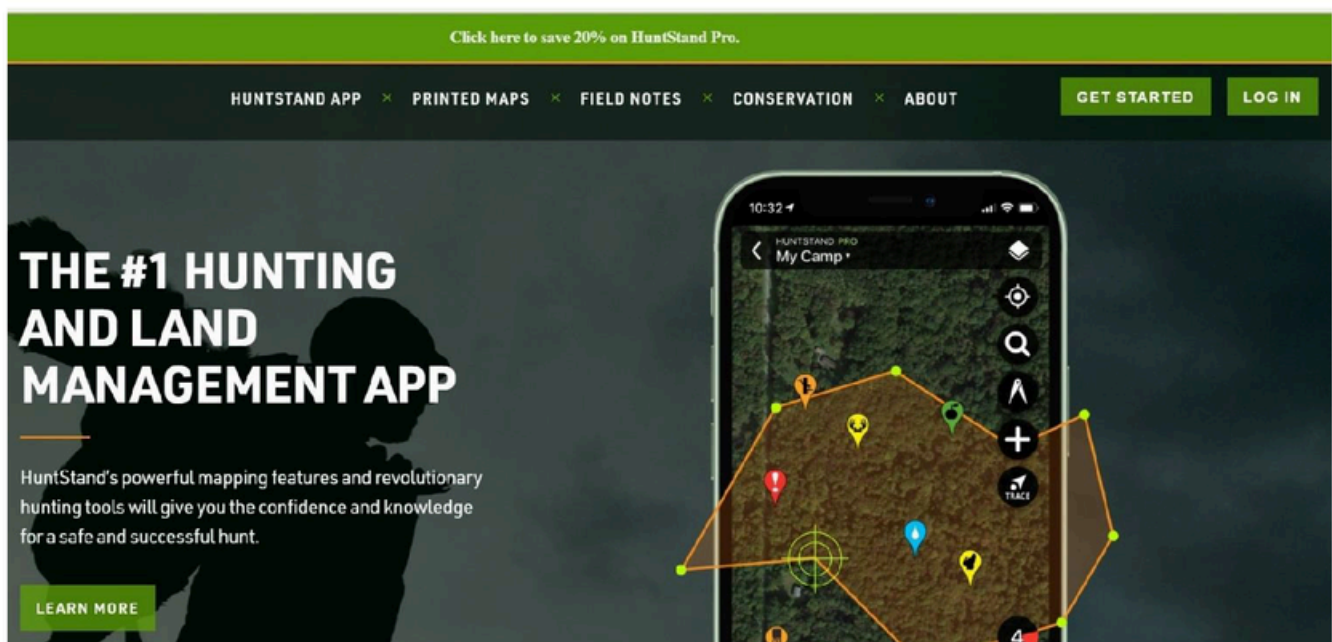 Click here to save 20% on HuntStand Pro.
HUNTSTAND APP × PRINTED MAPS × FIELD NOTES × CONSERVATION × ABOUT
GET STARTED
LOG IN
THE #1 HUNTING
AND LAND
MANAGEMENT APP
HuntStand's powerful mapping features and revolutionary
hunting tools will give you the confidence and knowledge
for a safe and successful hunt.
LEARN MORE
10:32
HUNTSTAND PRO
My Camp
TRACE
4